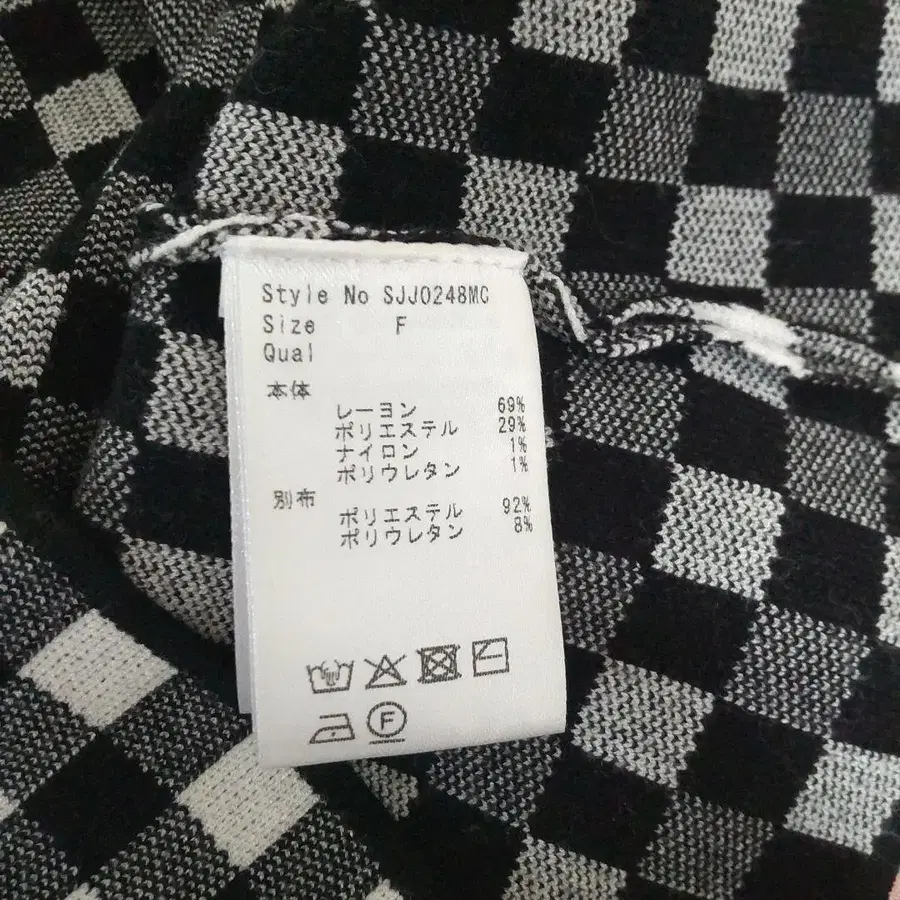 Style No SJJ0248MC
Size F
Qual
本体
レーヨン 69%
ポリエステル 29%
ナイロン 1%
ポリウレタン 1%
別布
ポリエステル 92%
ポリウレタン 8%
F